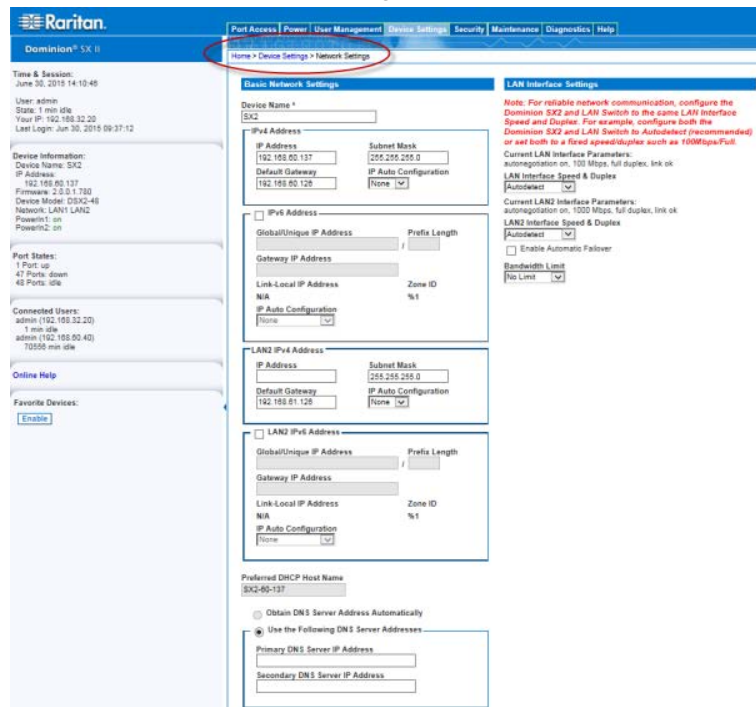 Raritan.
Dominion® SX II
Port Access | Power | User Management | Device Settings | Security | Maintenance | Diagnostics | Help
Home > Device Settings > Network Settings
Time & Session:
June 30, 2015 14:10:46
User: admin
State: 1 min idle
Your IP: 192.168.32.20
Last Login: Jun 30, 2015 09:37:12
Device Information:
Device Name: SX2
IP Address:
192.168.60.137
Firmware: 2.0.0.1.780
Device Model: DSX2-48
Network: LAN1 LAN2
PowerIn1: on
PowerIn2: on
Port States:
1 Port: up
47 Ports: down
48 Ports: idle
Connected Users:
admin (192.168.32.20)
1 min idle
admin (192.168.60.40)
70556 min idle
Online Help
Favorite Devices:
Enable
Basic Network Settings
Device Name *
SX2
IPv4 Address
IP Address Subnet Mask
192.168.60.137 255.255.255.0
Default Gateway IP Auto Configuration
192.168.60.126 None
IPv6 Address
Global/Unique IP Address Prefix Length
/
Gateway IP Address
Link-Local IP Address Zone ID
N/A %1
IP Auto Configuration
None
LAN2 IPv4 Address
IP Address Subnet Mask
255.255.255.0
Default Gateway IP Auto Configuration
192.168.61.126 None
LAN2 IPv6 Address
Global/Unique IP Address Prefix Length
/
Gateway IP Address
Link-Local IP Address Zone ID
N/A %1
IP Auto Configuration
None
Preferred DHCP Host Name
SX2-60-137
Obtain DNS Server Address Automatically
Use the Following DNS Server Addresses
Primary DNS Server IP Address
Secondary DNS Server IP Address
LAN Interface Settings
Note: For reliable network communication, configure the
Dominion SX2 and LAN Switch to the same LAN Interface
Speed and Duplex. For example, configure both the
Dominion SX2 and LAN Switch to Autodetect (recommended)
or set both to a fixed speed/duplex such as 100Mbps/Full.
Current LAN Interface Parameters:
autonegotiation on, 100 Mbps, full duplex, link ok
LAN Interface Speed & Duplex
Autodetect
Current LAN2 Interface Parameters:
autonegotiation on, 1000 Mbps, full duplex, link ok
LAN2 Interface Speed & Duplex
Autodetect
Enable Automatic Failover
Bandwidth Limit
No Limit